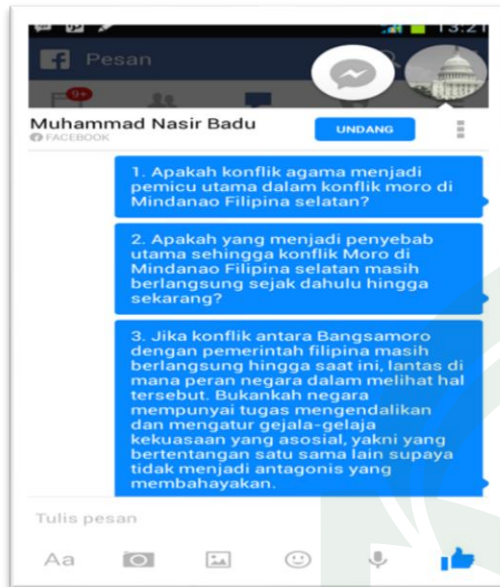 13:21
Pesan
9+
Muhammad Nasir Badu
FACEBOOK
UNDANG
1. Apakah konflik agama menjadi
pemicu utama dalam konflik moro di
Mindanao Filipina selatan?
2. Apakah yang menjadi penyebab
utama sehingga konflik Moro di
Mindanao Filipina selatan masih
berlangsung sejak dahulu hingga
sekarang?
3. Jika konflik antara Bangsamoro
dengan pemerintah filipina masih
berlangsung hingga saat ini, lantas di
mana peran negara dalam melihat hal
tersebut. Bukankah negara
mempunyai tugas mengendalikan
dan mengatur gejala-gelaja
kekuasaan yang asosial, yakni yang
bertentangan satu sama lain supaya
tidak menjadi antagonis yang
membahayakan.
Tulis pesan
Aa